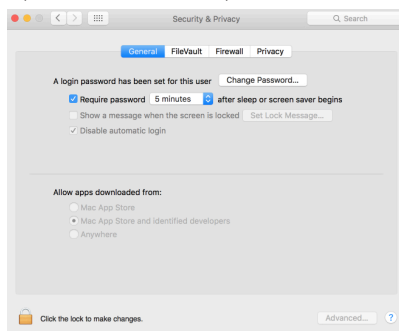 Security & Privacy
Search
General FileVault Firewall Privacy
A login password has been set for this user Change Password...
Require password 5 minutes after sleep or screen saver begins
Show a message when the screen is locked Set Lock Message...
Disable automatic login
Allow apps downloaded from:
Mac App Store
Mac App Store and identified developers
Anywhere
Click the lock to make changes.
Advanced... ?